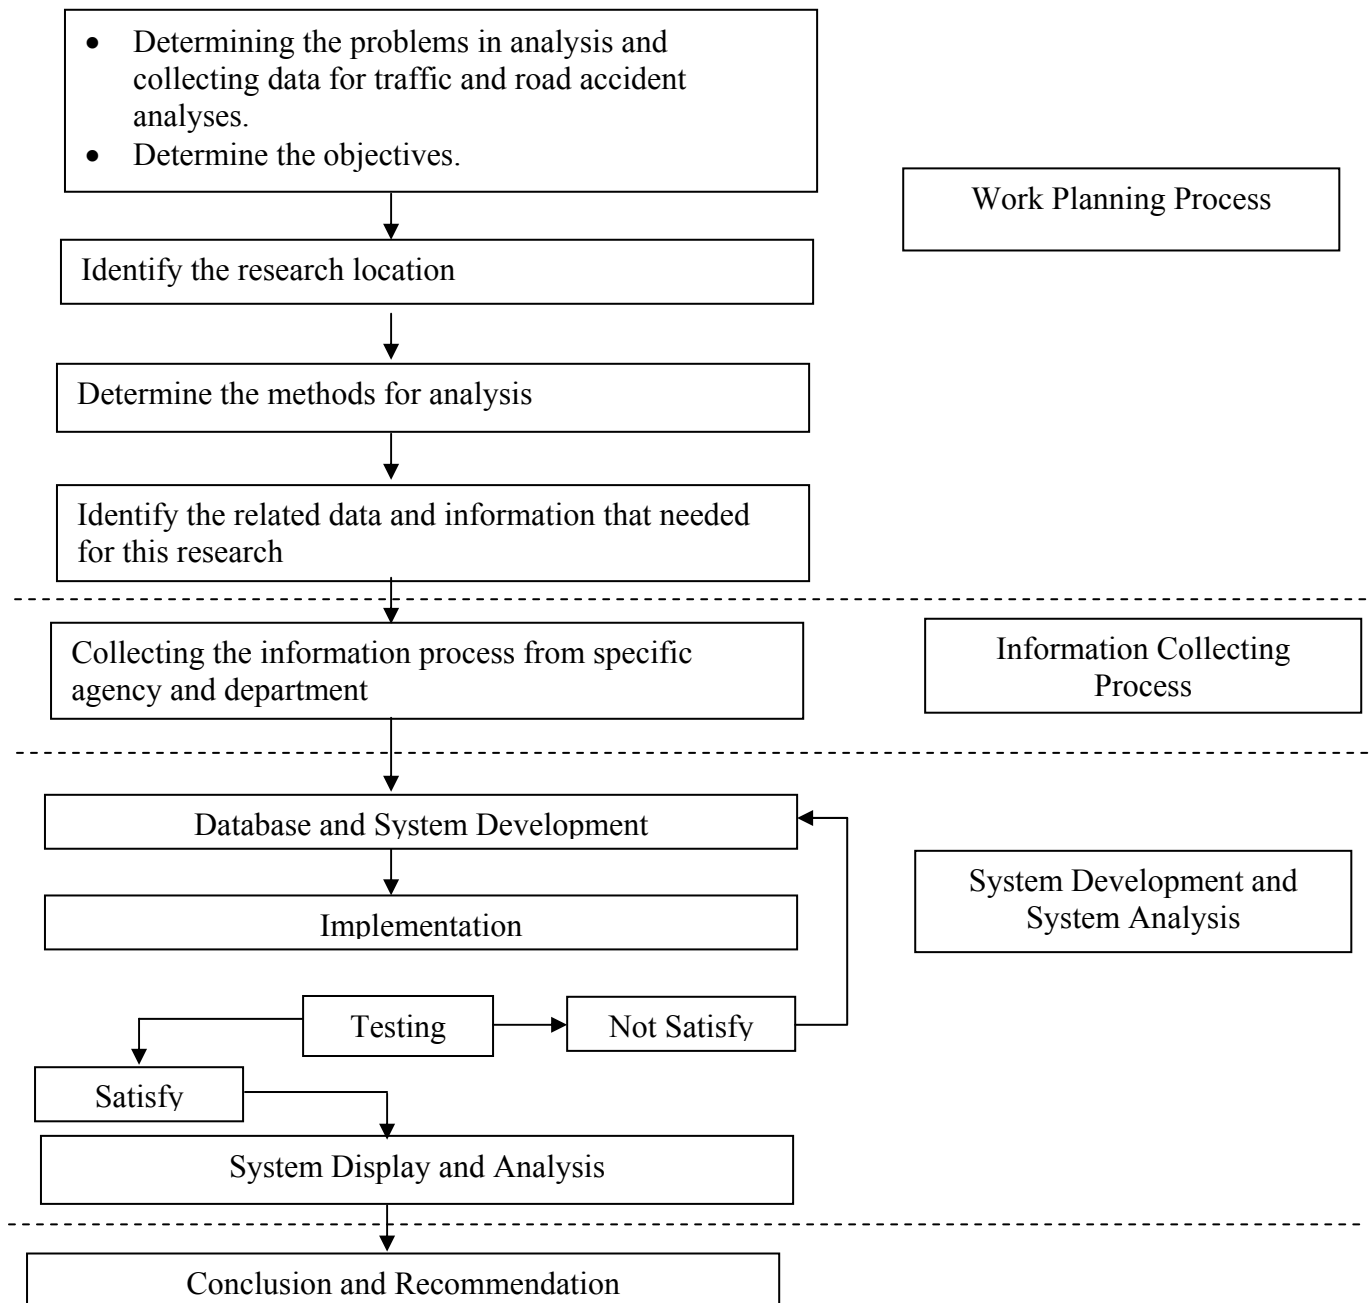 • Determining the problems in analysis and
collecting data for traffic and road accident
analyses.
• Determine the objectives.
Work Planning Process
Identify the research location
Determine the methods for analysis
Identify the related data and information that needed
for this research
Collecting the information process from specific
agency and department
Information Collecting
Process
Database and System Development
System Development and
System Analysis
Implementation
Testing
Not Satisfy
Satisfy
System Display and Analysis
Conclusion and Recommendation